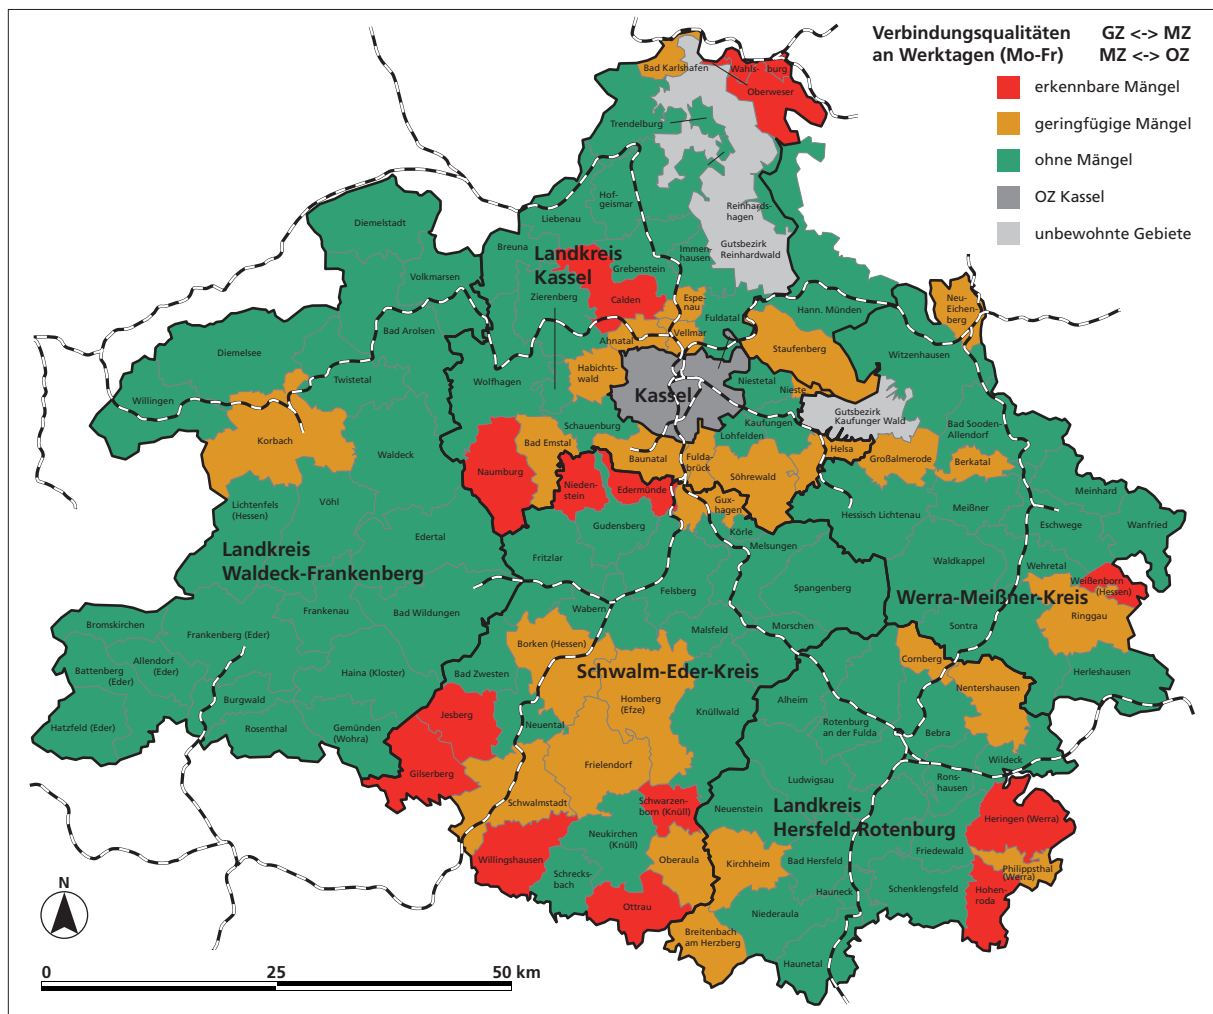 Verbindungsqualitäten GZ <-> MZ
an Werktagen (Mo-Fr) MZ <-> OZ
erkennbare Mängel
geringfügige Mängel
ohne Mängel
OZ Kassel
unbewohnte Gebiete
Bad Karlshafen
Wahls-
burg
Oberweser
Trendelburg
Hof-
geismar
Liebenau
Reinhards-
hagen
Gutsbezirk
Reinhardwald
Diemelstadt
Breuna
Landkreis
Kassel
Immen-
hausen
Grebenstein
Volkmarsen
Zierenberg
Calden
Espe-
nau
Fuldatal
Hann. Münden
Neu-
Eichen-
berg
Bad Arolsen
Vellmar
Ahnatal
Staufenberg
Witzenhausen
Diemelsee
Twistetal
Wolfhagen
Habichts-
wald
Niestetal
Nieste
Kassel
Willingen
Gutsbezirk
Kaufunger Wald
Korbach
Schauenburg
Kaufungen
Lohfelden
Bad Sooden-
Allendorf
Waldeck
Naumburg
Bad Emstal
Baunatal
Fulda-
brück
Söhrewald
Helsa
Großalmerode
Berkatal
Lichtenfels
(Hessen)
Vöhl
Nieden-
stein
Edermünde
Gux-
hagen
Hessisch Lichtenau
Meißner
Meinhard
Eschwege
Wanfried
Gudensberg
Körle
Edertal
Landkreis
Waldeck-Frankenberg
Fritzlar
Melsungen
Waldkappel
Wehretal
Weißenborn
(Hessen)
Felsberg
Spangenberg
Werra-Meißner-Kreis
Ringgau
Frankenau
Bad Wildungen
Wabern
Bromskirchen
Frankenberg (Eder)
Malsfeld
Morschen
Sontra
Borken (Hessen)
Allendorf
(Eder)
Battenberg
(Eder)
Haina (Kloster)
Bad Zwesten
Schwalm-Eder-Kreis
Cornberg
Herleshausen
Nentershausen
Burgwald
Homberg
(Efze)
Knüllwald
Alheim
Jesberg
Hatzfeld (Eder)
Rosenthal
Gemünden
(Wohra)
Neuental
Rotenburg
an der Fulda
Bebra
Gilserberg
Frielendorf
Wildeck
Ludwigsau
Rons-
hausen
Schwalmstadt
Schwarzen-
born (Knüll)
Neuenstein
Landkreis
Hersfeld-Rotenburg
Heringen (Werra)
Neukirchen
(Knüll)
Willingshausen
Oberaula
Kirchheim
Bad Hersfeld
Friedewald
Philippsthal
(Werra)
Schrecks-
bach
Hauneck
Schenklengsfeld
Hohen-
roda
Ottrau
Niederaula
Breitenbach
am Herzberg
Haunetal
N
0 25 50 km